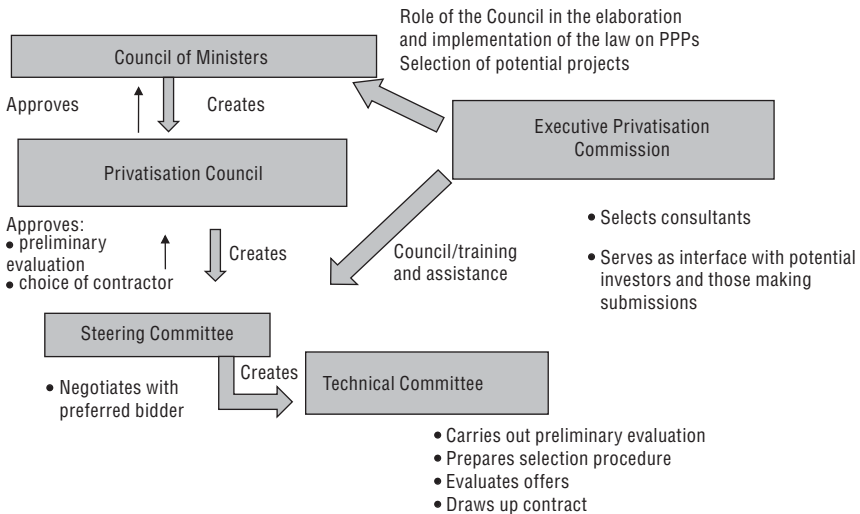 Role of the Council in the elaboration
and implementation of the law on PPPs
Selection of potential projects
Council of Ministers
Approves
Creates
Executive Privatisation
Commission
Privatisation Council
Approves:
• preliminary
evaluation
• choice of contractor
Creates
Council/training
and assistance
• Selects consultants
• Serves as interface with potential
investors and those making
submissions
Steering Committee
Creates
Technical Committee
• Negotiates with
preferred bidder
• Carries out preliminary evaluation
• Prepares selection procedure
• Evaluates offers
• Draws up contract